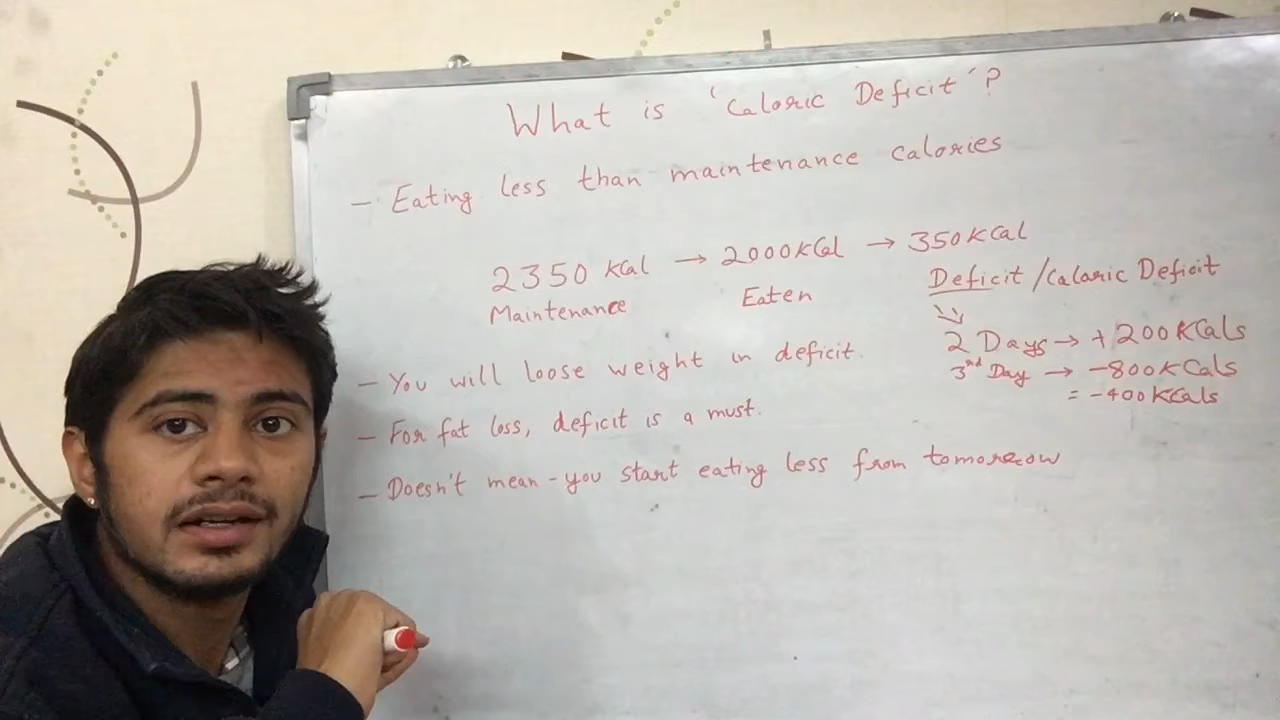 What is 'Caloric Deficit'?
- Eating less than maintenance calories
2350 Kcal → 2000Kcal → 350Kcal
Maintenance Eaten Deficit/Caloric Deficit
2 Days → +200KCals
3rd Day → -800KCals
= -400KCals
- You will loose weight in deficit.
- For fat loss, deficit is a must.
- Doesn't mean - you start eating less from tomorrow